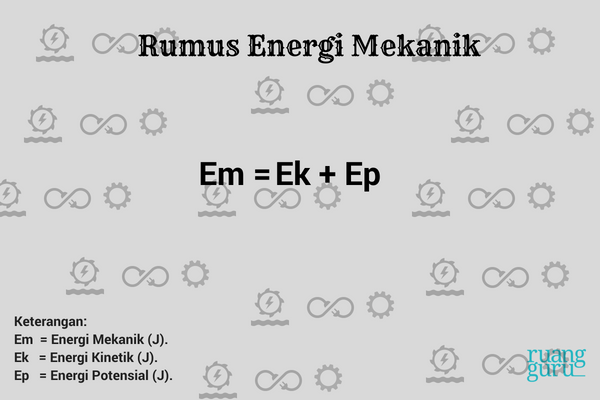 Rumus Energi Mekanik
Em = Ek + Ep
Keterangan:
Em = Energi Mekanik (J).
Ek = Energi Kinetik (J).
Ep = Energi Potensial (J).
ruang
guru